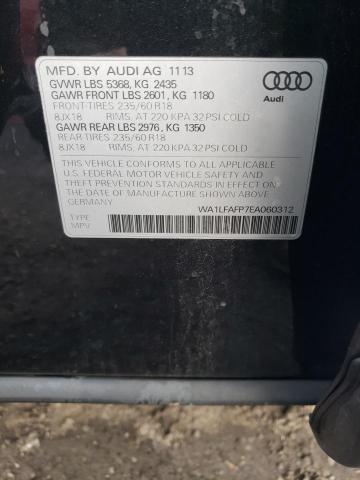 MFD. BY AUDI AG 11 13
GVWR LBS 5368, KG 2435
GAWR FRONT LBS 2601, KG 1180
FRONT-TIRES 235/60 R18
8JX18 RIMS, AT 220 KPA 32 PSI COLD
GAWR REAR LBS 2976, KG 1350
REAR TIRES 235/60 R18
8JX18 RIMS, AT 220 KPA 32 PSI COLD
Audi
THIS VEHICLE CONFORMS TO ALL APPLICABLE
U.S. FEDERAL MOTOR VEHICLE SAFETY AND
THEFT PREVENTION STANDARDS IN EFFECT ON
THE DATE OF MANUFACTURE SHOWN ABOVE
GERMANY
TYPE: WA1LFAFP7EA060312
MPV